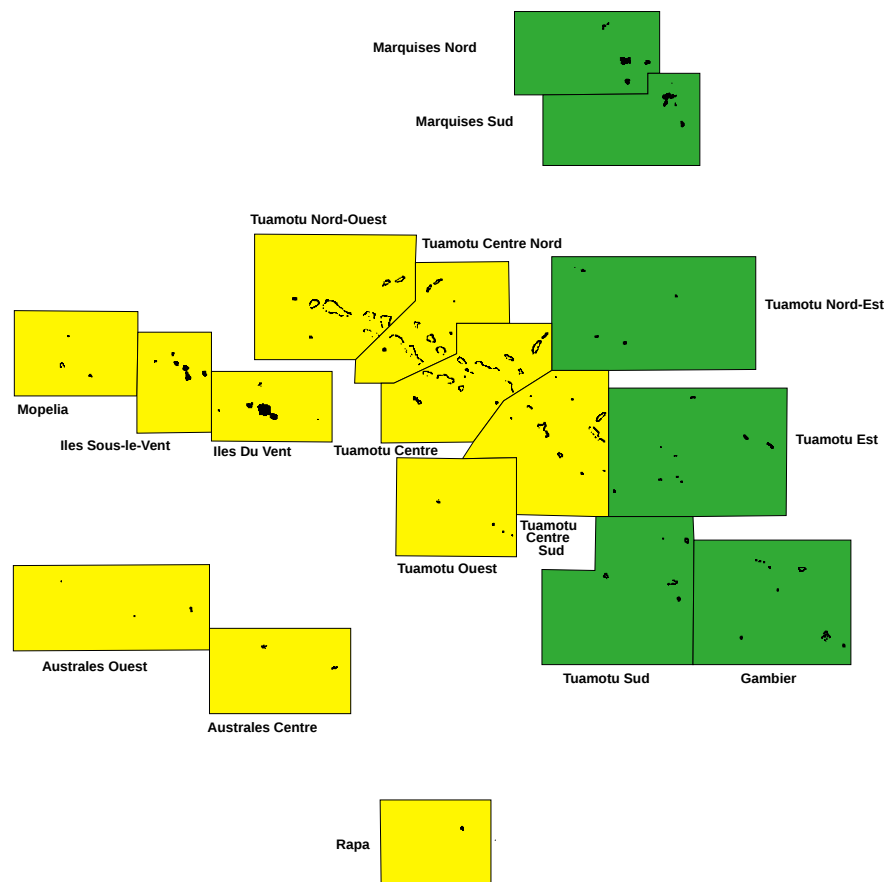 Marquises Nord
Marquises Sud
Tuamotu Nord-Ouest
Tuamotu Centre Nord
Tuamotu Nord-Est
Mopelia
Iles Sous-le-Vent
Iles Du Vent
Tuamotu Centre
Tuamotu Est
Tuamotu
Centre
Sud
Tuamotu Ouest
Australes Ouest
Tuamotu Sud
Gambier
Australes Centre
Rapa